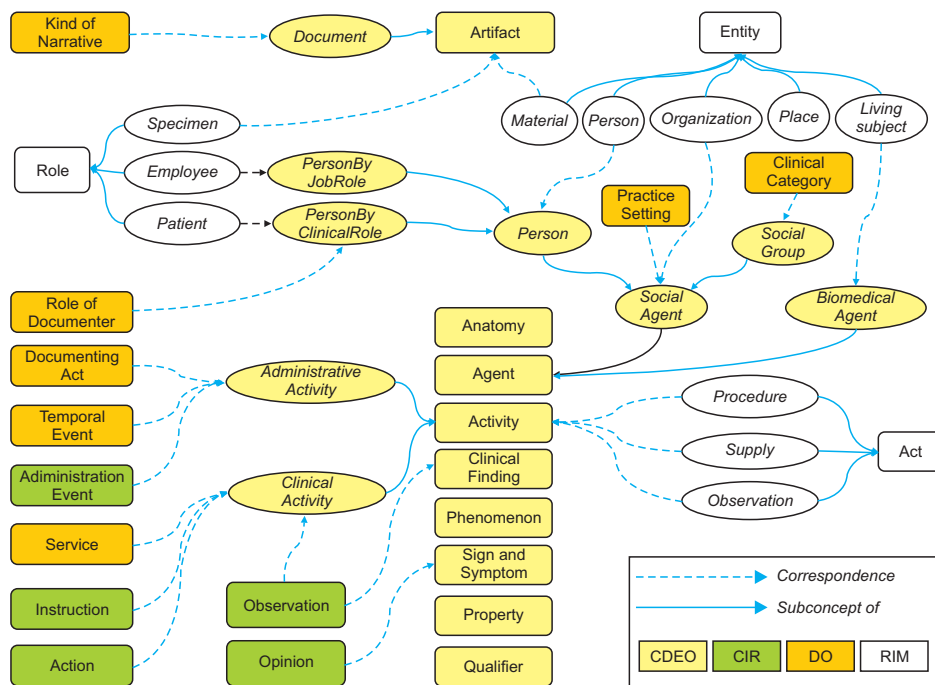 Kind of
Narrative
Document
Artifact
Entity
Specimen
Material
Person
Organization
Place
Living
subject
Role
Employee
PersonBy
JobRole
Clinical
Category
Practice
Setting
Patient
PersonBy
ClinicalRole
Person
Social
Group
Role of
Documenter
Social
Agent
Biomedical
Agent
Anatomy
Documenting
Act
Administrative
Activity
Agent
Temporal
Event
Activity
Procedure
Adiministration
Event
Clinical
Finding
Supply
Act
Clinical
Activity
Observation
Service
Phenomenon
Sign and
Symptom
Correspondence
Instruction
Observation
Property
Subconcept of
Action
Opinion
Qualifier
CDEO
CIR
DO
RIM